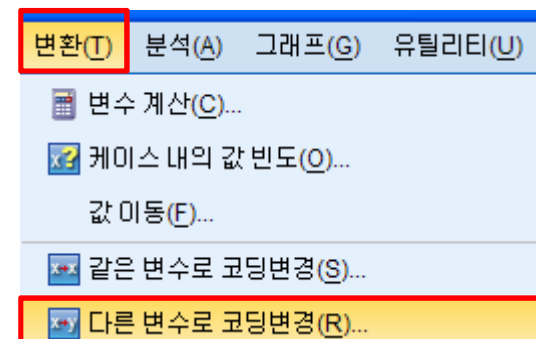 변환(T) 분석(A) 그래프(G) 유틸리티(U)
변수 계산(C)...
케이스 내의 값 빈도(O)...
값 이동(F)...
같은 변수로 코딩변경(S)...
다른 변수로 코딩변경(R)...